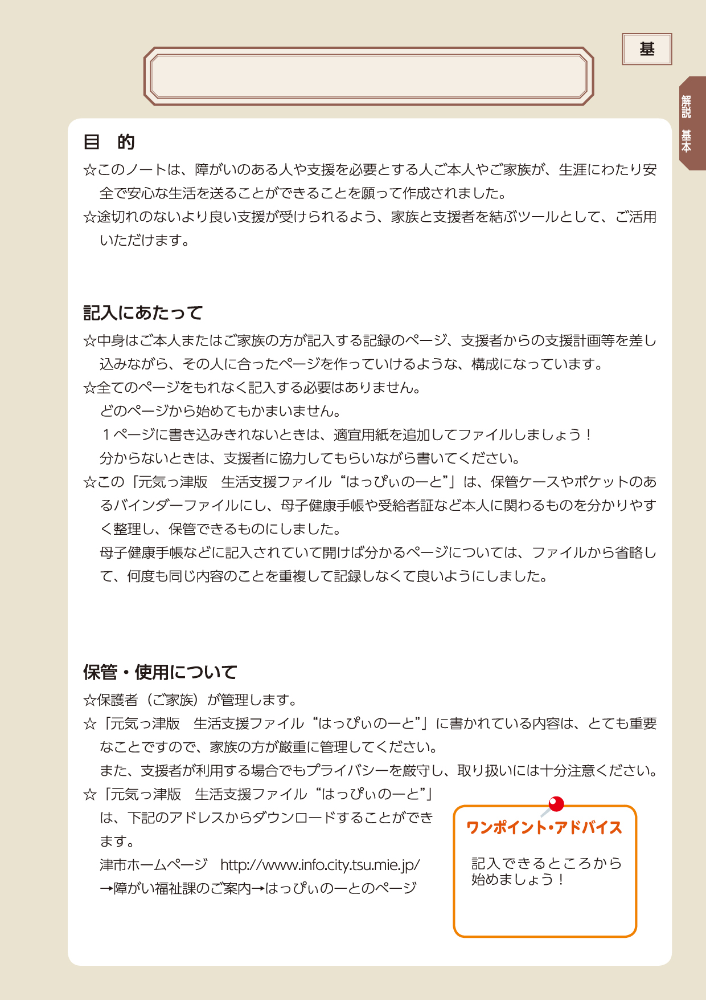 基
解説 基本
目 的
☆このノートは、障がいのある人や支援を必要とする人ご本人やご家族が、生涯にわたり安
全で安心な生活を送ることができることを願って作成されました。
☆途切れのないより良い支援が受けられるよう、家族と支援者を結ぶツールとして、ご活用
いただけます。
記入にあたって
☆中身はご本人またはご家族の方が記入する記録のページ、支援者からの支援計画等を差し
込みながら、その人に合ったページを作っていけるような、構成になっています。
☆全てのページをもれなく記入する必要はありません。
どのページから始めてもかまいません。
1ページに書き込みきれないときは、適宜用紙を追加してファイルしましょう！
分からないときは、支援者に協力してもらいながら書いてください。
☆この「元気っ津版　生活支援ファイル“はっぴぃのーと”」は、保管ケースやポケットのあ
るバインダーファイルにし、母子健康手帳や受給者証など本人に関わるものを分かりやす
く整理し、保管できるものにしました。
母子健康手帳などに記入されていて開けば分かるページについては、ファイルから省略し
て、何度も同じ内容のことを重複して記録しなくて良いようにしました。
保管・使用について
☆保護者（ご家族）が管理します。
☆「元気っ津版　生活支援ファイル“はっぴぃのーと”」に書かれている内容は、とても重要
なことですので、家族の方が厳重に管理してください。
また、支援者が利用する場合でもプライバシーを厳守し、取り扱いには十分注意ください。
☆「元気っ津版　生活支援ファイル“はっぴぃのーと”」
は、下記のアドレスからダウンロードすることができ
ます。
津市ホームページ　http://www.info.city.tsu.mie.jp/
→障がい福祉課のご案内→はっぴぃのーとのページ
ワンポイント・アドバイス
記入できるところから
始めましょう！